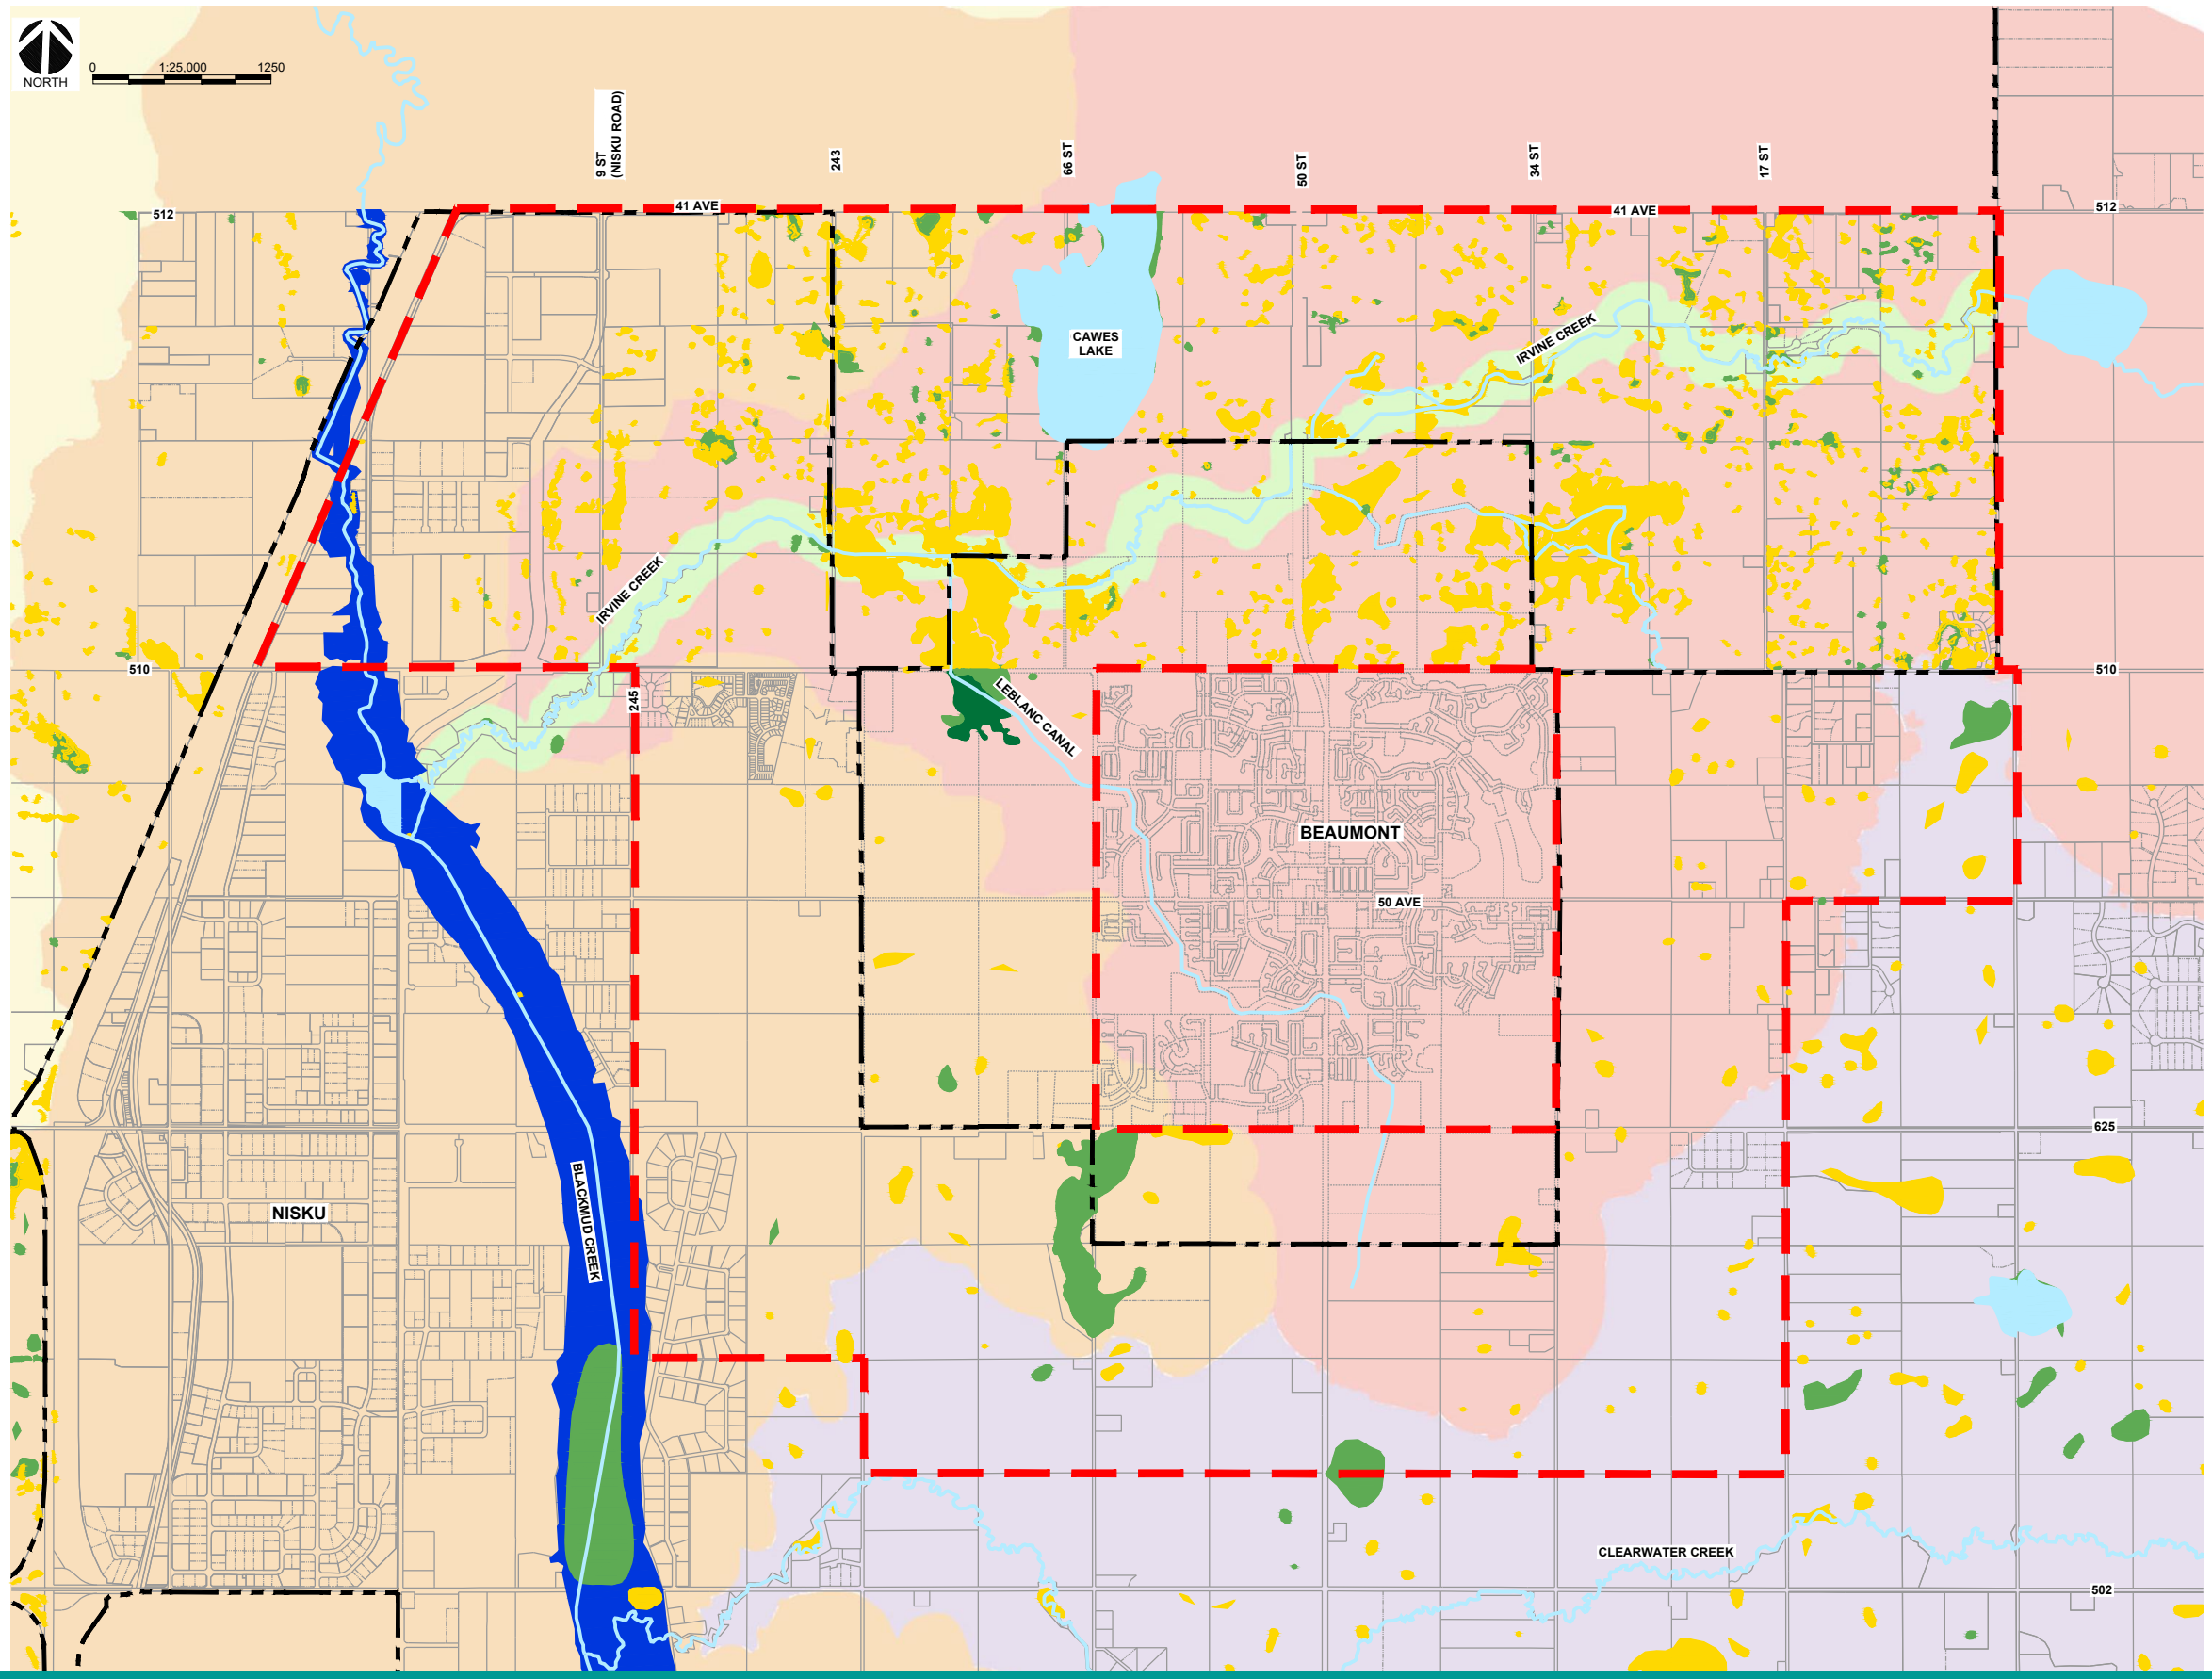 NORTH
0 1:25,000 1250
9 ST
(NISKU ROAD)
243
66 ST
50 ST
34 ST
17 ST
512
41 AVE
41 AVE
512
CAWES
LAKE
IRVINE CREEK
IRVINE CREEK
510
245
LEBLANC CANAL
510
BEAUMONT
50 AVE
625
BLACKMUD CREEK
NISKU
CLEARWATER CREEK
502